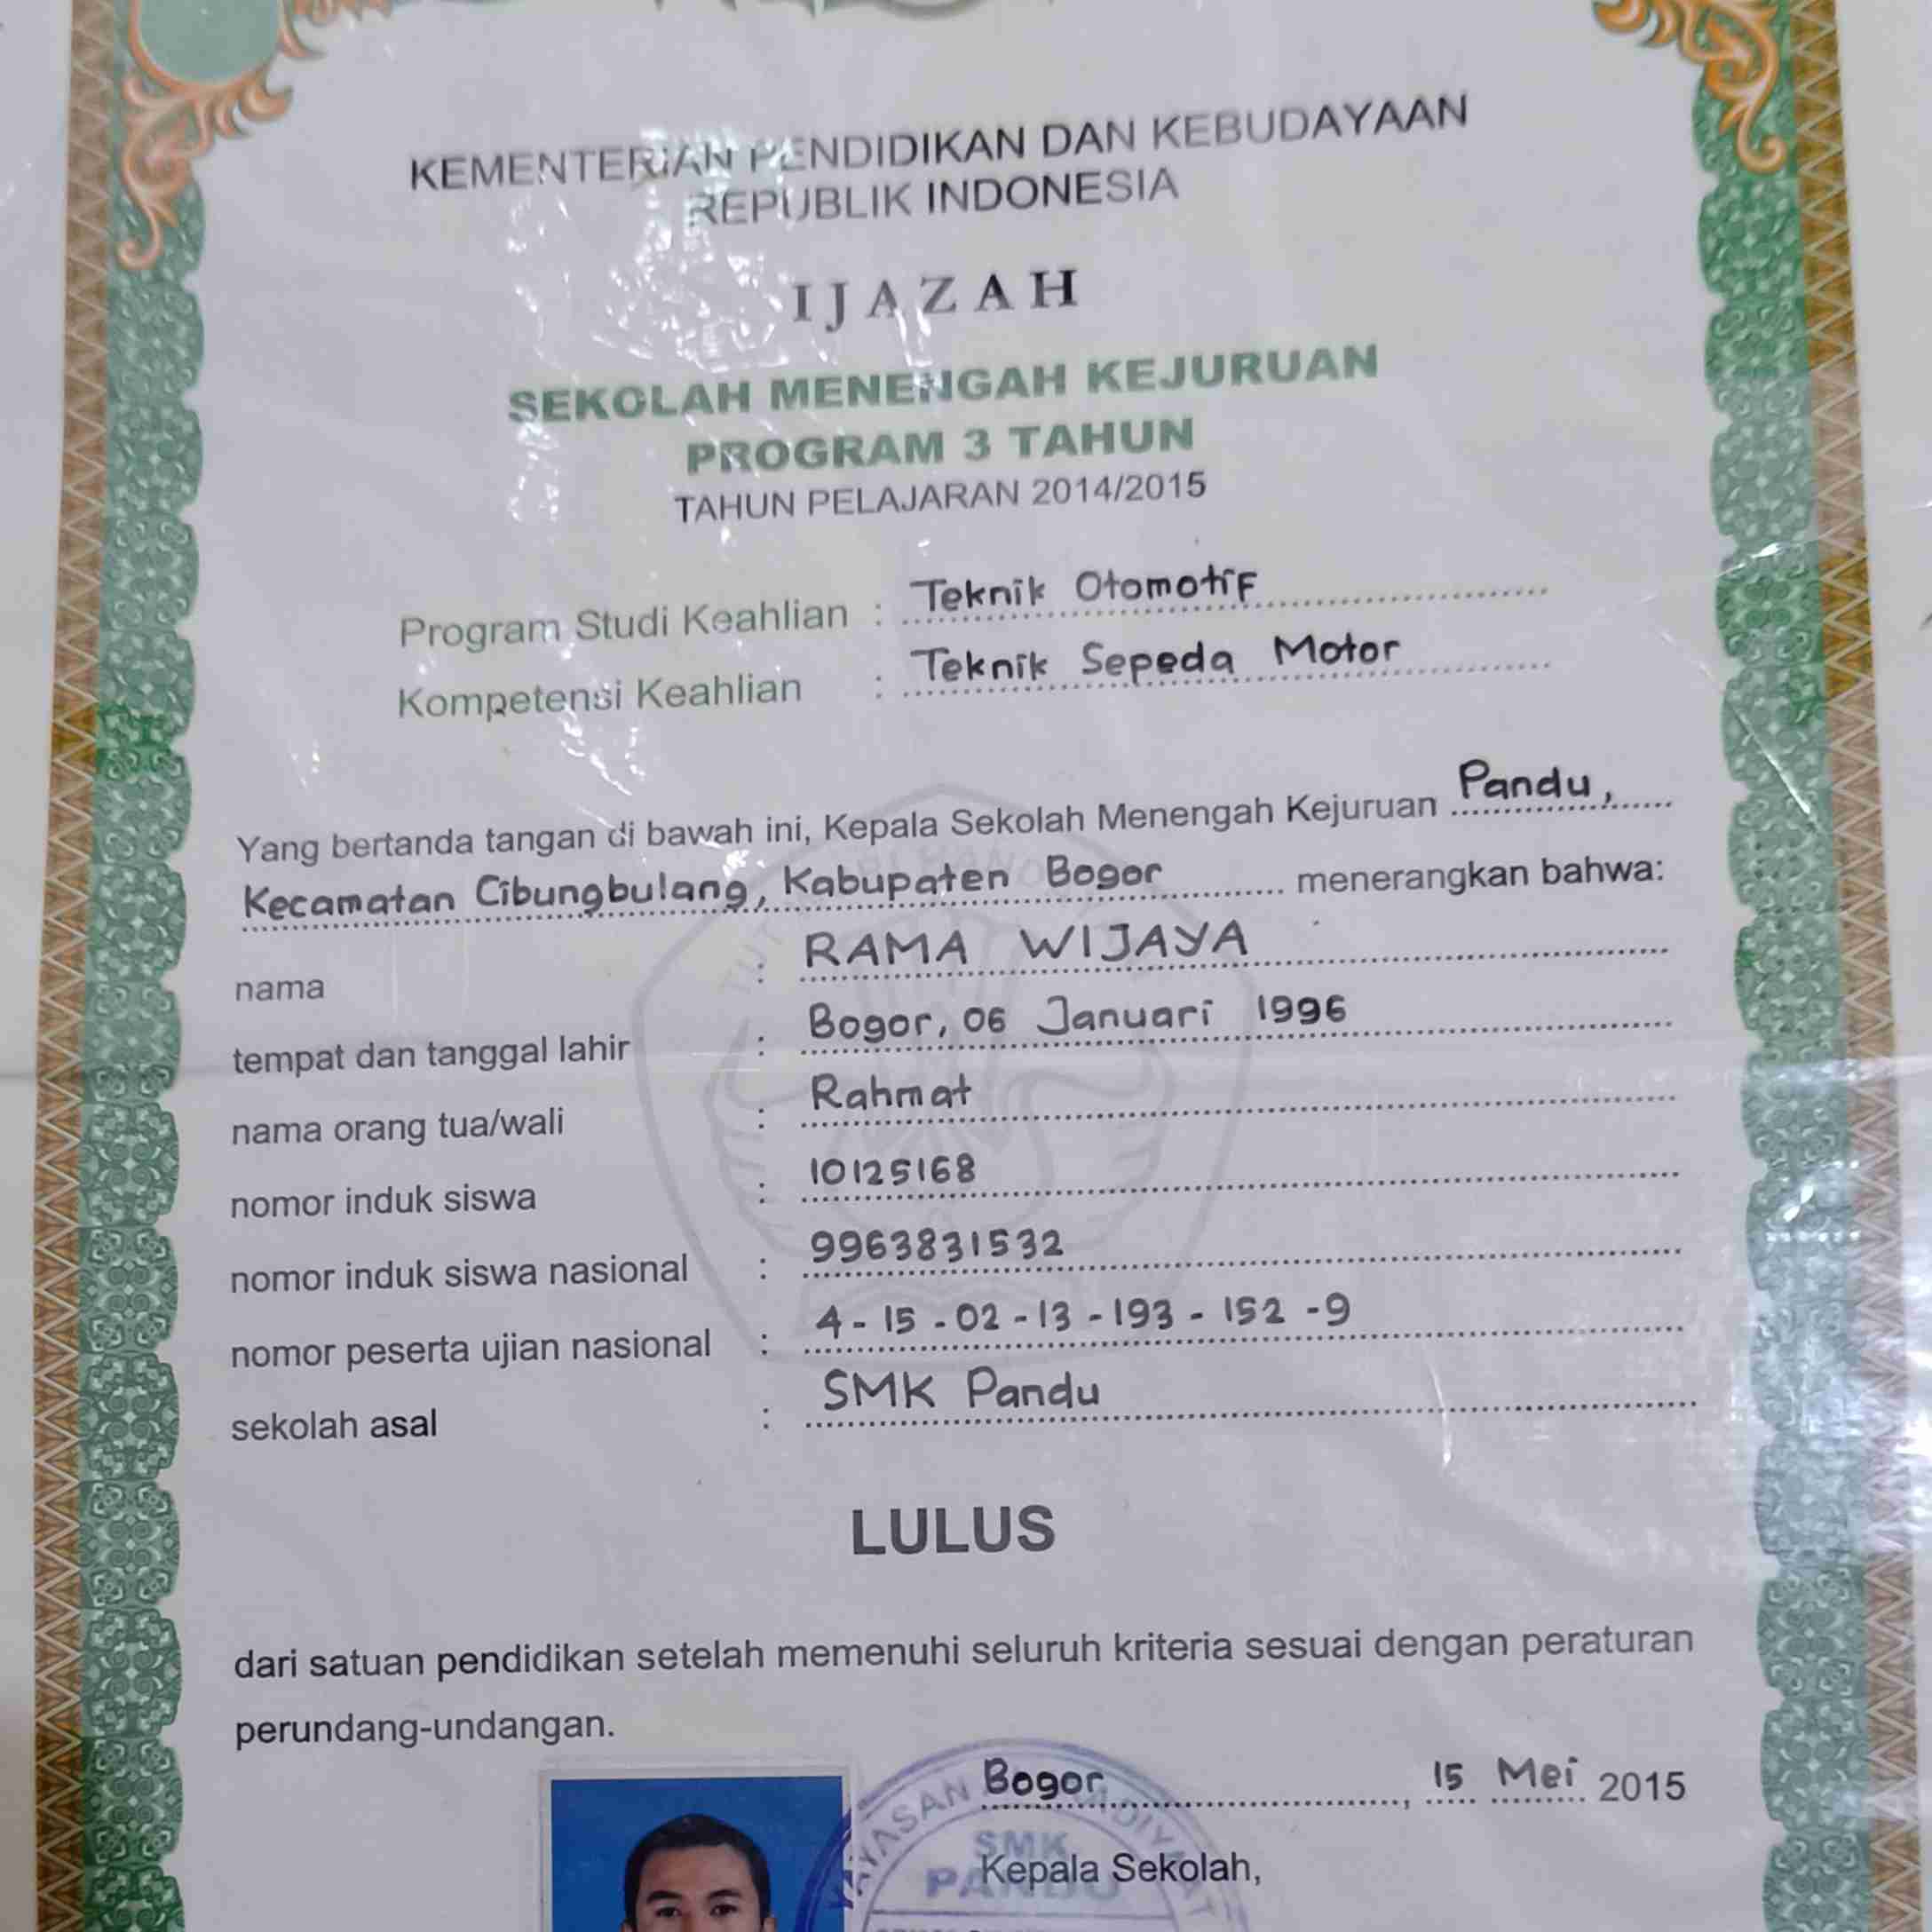 KEMENTERIAN PENDIDIKAN DAN KEBUDAYAAN
REPUBLIK INDONESIA
IJAZAH
SEKOLAH MENENGAH KEJURUAN
PROGRAM 3 TAHUN
TAHUN PELAJARAN 2014/2015
Program Studi Keahlian : Teknik Otomotif
Kompetensi Keahlian : Teknik Sepeda Motor
Yang bertanda tangan di bawah ini, Kepala Sekolah Menengah Kejuruan Pandu,
Kecamatan Cibungbulang, Kabupaten Bogor menerangkan bahwa:
nama : RAMA WIJAYA
tempat dan tanggal lahir : Bogor, 06 Januari 1996
nama orang tua/wali : Rahmat
nomor induk siswa : 10125168
nomor induk siswa nasional : 9963831532
nomor peserta ujian nasional : 4-15-02-13-193-152-9
sekolah asal : SMK Pandu
LULUS
dari satuan pendidikan setelah memenuhi seluruh kriteria sesuai dengan peraturan
perundang-undangan.
Bogor, 15 Mei 2015
Kepala Sekolah,
YAYASAN
SMK
PANDU